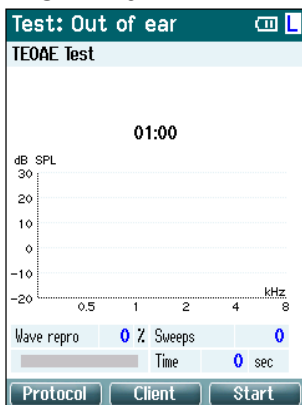 Test: Out of ear L
TEOAE Test
01:00
dB SPL
30
20
10
0
-10
-20
kHz
0.5 1 2 4 8
Wave repro 0 % Sweeps 0
Time 0 sec
Protocol Client Start